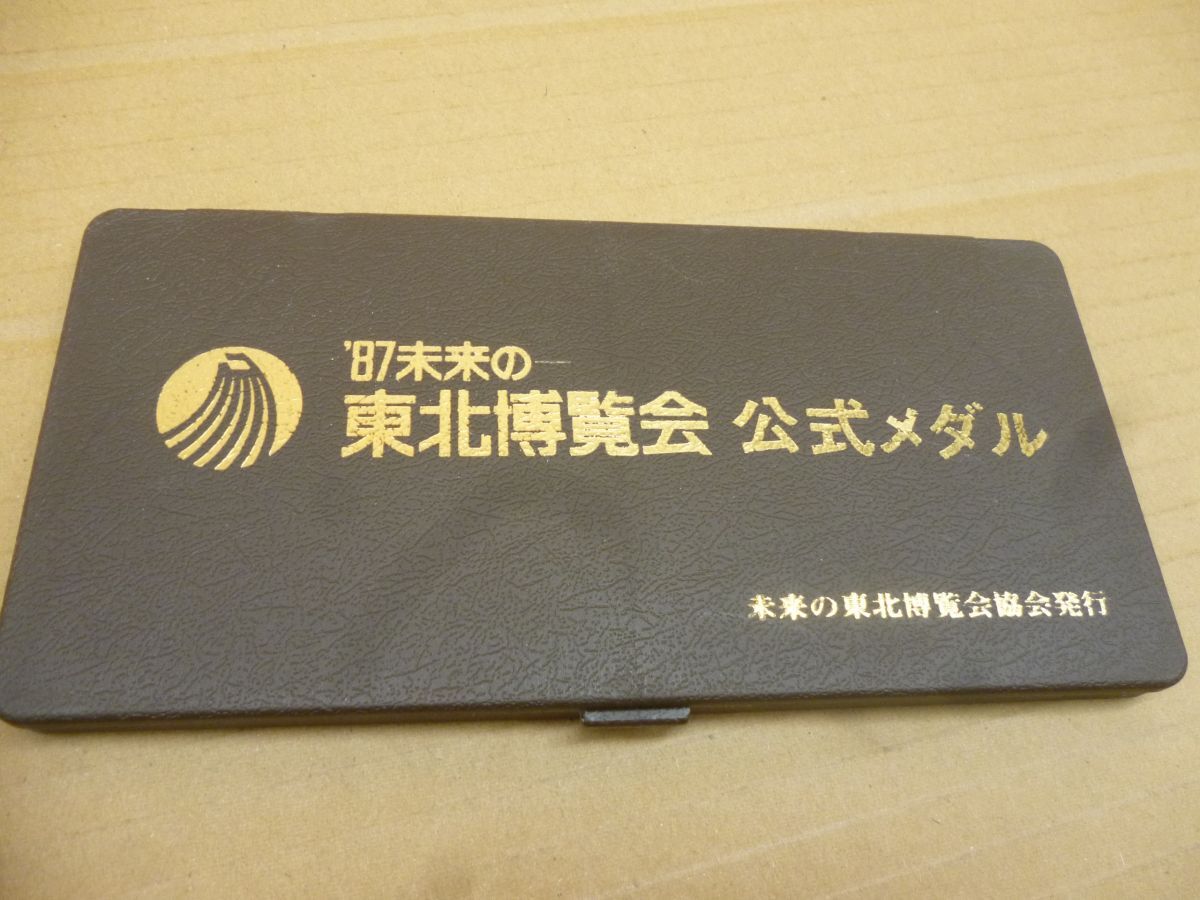 '87未来の
東北博覧会 公式メダル
未来の東北博覧会協会発行